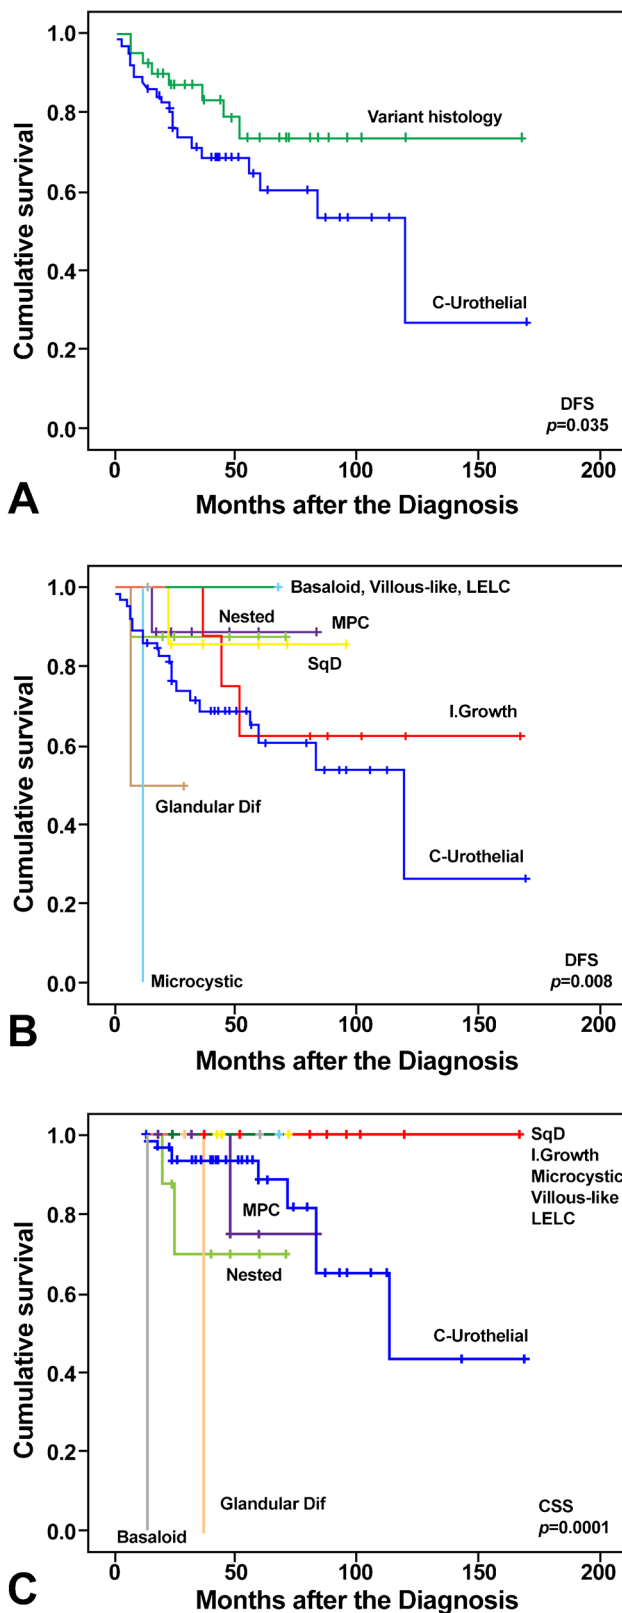 1.0
0.8
0.6
0.4
0.2
0.0
Cumulative survival
Variant histology
C-Urothelial
DFS
p=0.035
0 50 100 150 200
Months after the Diagnosis
A
1.0
0.8
0.6
0.4
0.2
0.0
Cumulative survival
Basaloid, Villous-like, LELC
Nested
MPC
SqD
I.Growth
Glandular Dif
C-Urothelial
Microcystic
DFS
p=0.008
0 50 100 150 200
Months after the Diagnosis
B
1.0
0.8
0.6
0.4
0.2
0.0
Cumulative survival
SqD
I.Growth
Microcystic
Villous-like
LELC
MPC
Nested
C-Urothelial
Glandular Dif
Basaloid
CSS
p=0.0001
0 50 100 150 200
Months after the Diagnosis
C